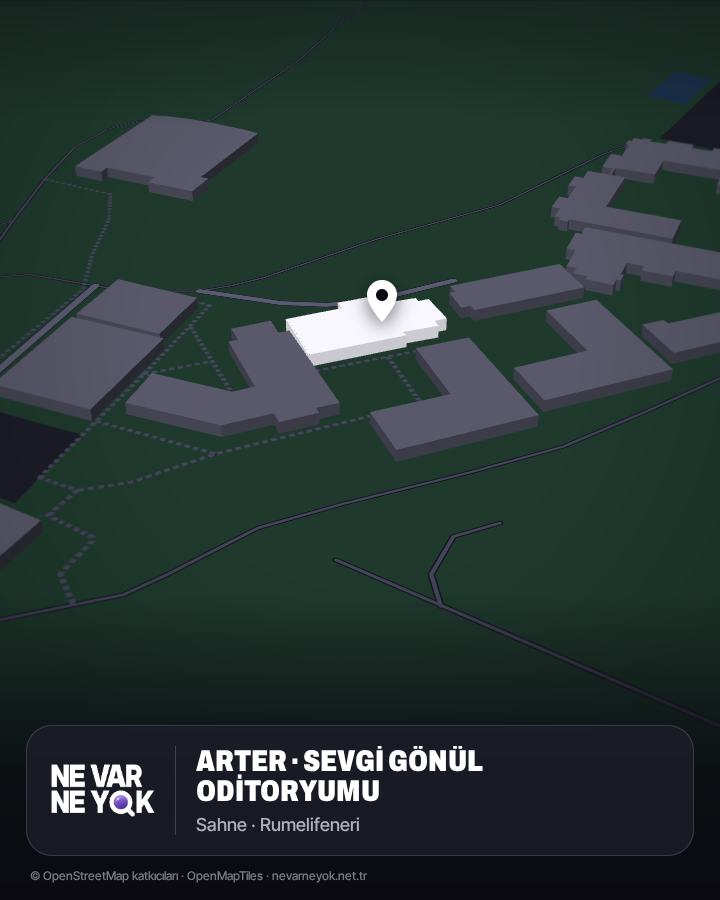 NE VAR
NE YOK
ARTER · SEVGİ GÖNÜL
ODİTORYUMU
Sahne · Rumelifeneri
© OpenStreetMap katkıcıları · OpenMapTiles · nevarneyok.net.tr